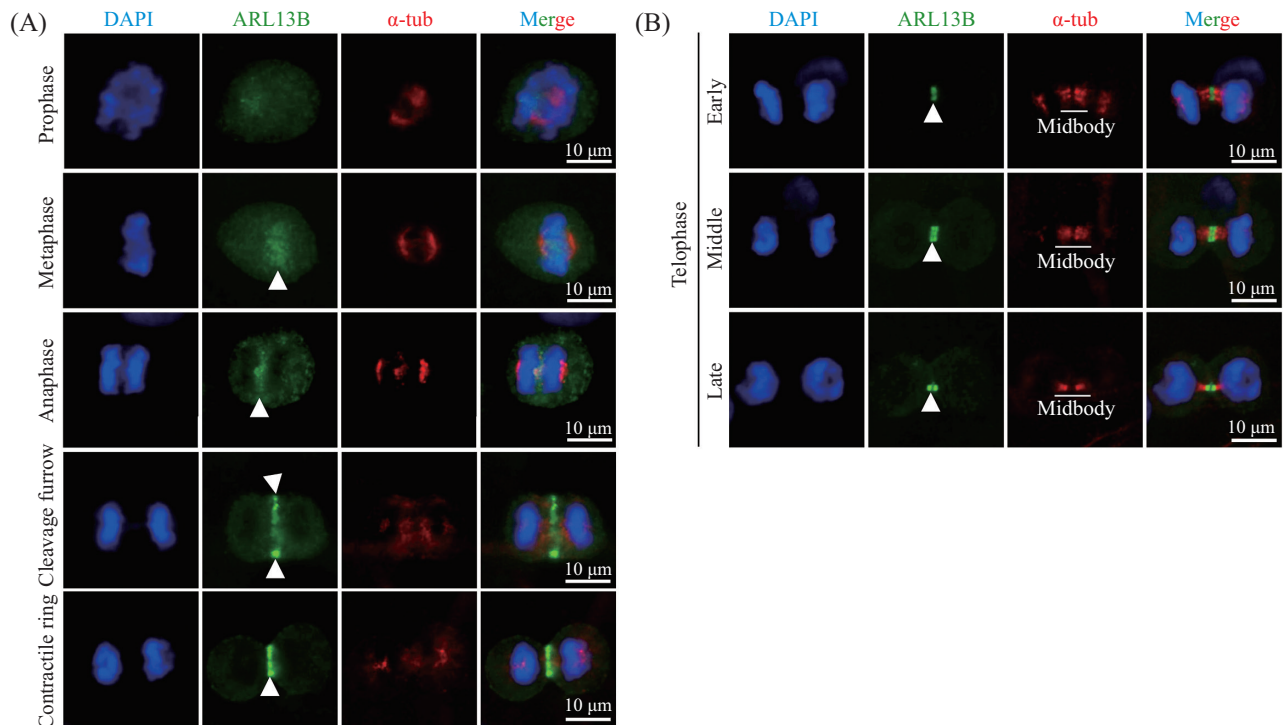 (A)
DAPI ARL13B α-tub Merge
Prophase
10 μm
Metaphase
10 μm
Anaphase
10 μm
Cleavage furrow
10 μm
Contractile ring
10 μm
(B)
DAPI ARL13B α-tub Merge
Telophase
Early
Midbody
10 μm
Middle
Midbody
10 μm
Late
Midbody
10 μm